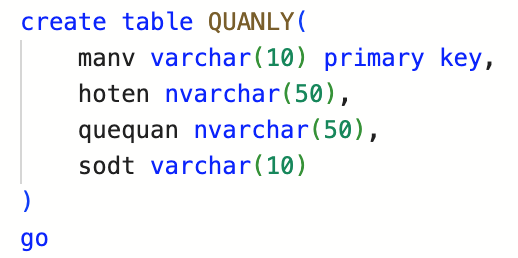 create table QUANLY(
    manv varchar(10) primary key,
    hoten nvarchar(50),
    quequan nvarchar(50),
    sodt varchar(10)
)
go